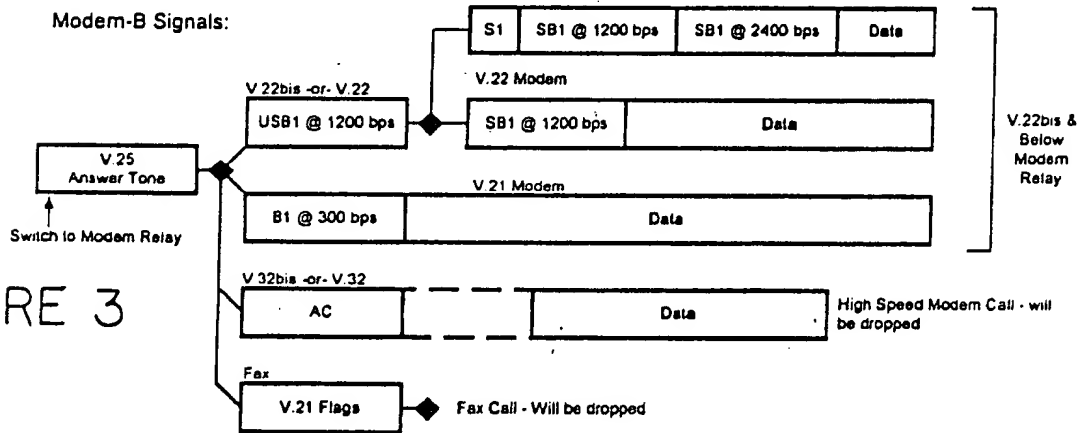 Modem-B Signals:
S1 SB1 @ 1200 bps SB1 @ 2400 bps Data
V.22 Modem
V 22bis -or- V.22
USB1 @ 1200 bps SB1 @ 1200 bps Data
V.22bis &
Below
Modem
Relay
V.25
Answer Tone
V.21 Modem
B1 @ 300 bps Data
Switch to Modem Relay
RE 3
V 32bis -or- V.32
AC Data
High Speed Modem Call - will
be dropped
Fax
V.21 Flags
Fax Call - Will be dropped